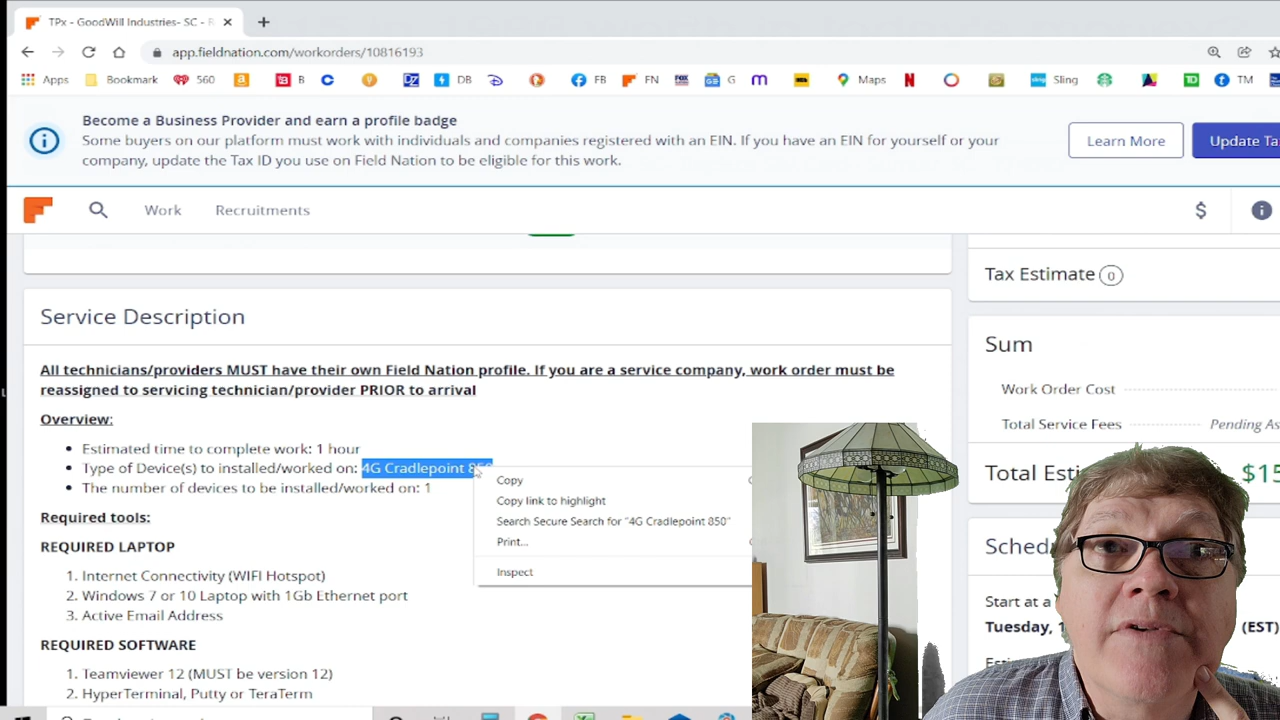 TPx - GoodWill Industries- SC -
app.fieldnation.com/workorders/10816193
Apps Bookmark 560 B DB FB FN G Maps Sling TM
Become a Business Provider and earn a profile badge
Some buyers on our platform must work with individuals and companies registered with an EIN. If you have an EIN for yourself or your
company, update the Tax ID you use on Field Nation to be eligible for this work.
Learn More
Update Ta
Work Recruitments $
Tax Estimate 0
Service Description
Sum
All technicians/providers MUST have their own Field Nation profile. If you are a service company, work order must be
reassigned to servicing technician/provider PRIOR to arrival
Work Order Cost
Total Service Fees Pending As
Overview:
Estimated time to complete work: 1 hour
Type of Device(s) to installed/worked on: 4G Cradlepoint 850
The number of devices to be installed/worked on: 1
Copy
Copy link to highlight
Search Secure Search for "4G Cradlepoint 850"
Print...
Inspect
Total Est $15
Required tools:
REQUIRED LAPTOP
1. Internet Connectivity (WIFI Hotspot)
2. Windows 7 or 10 Laptop with 1Gb Ethernet port
3. Active Email Address
Sched
Start at a
Tuesday, 1 (EST)
REQUIRED SOFTWARE
1. Teamviewer 12 (MUST be version 12)
2. HyperTerminal, Putty or TeraTerm